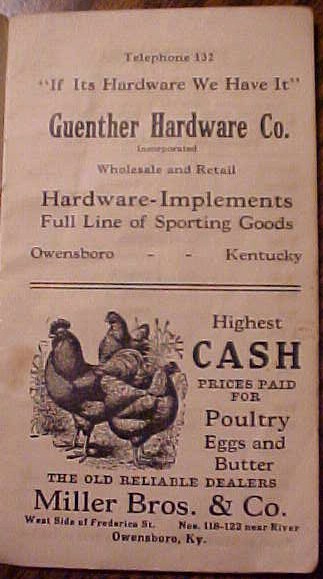 Telephone 132
"If Its Hardware We Have It"
Guenther Hardware Co.
Incorporated
Wholesale and Retail
Hardware-Implements
Full Line of Sporting Goods
Owensboro - - Kentucky
Highest
CASH
PRICES PAID
FOR
Poultry
Eggs and
Butter
THE OLD RELIABLE DEALERS
Miller Bros. & Co.
West Side of Frederica St. Nos. 118-122 near River
Owensboro, Ky.